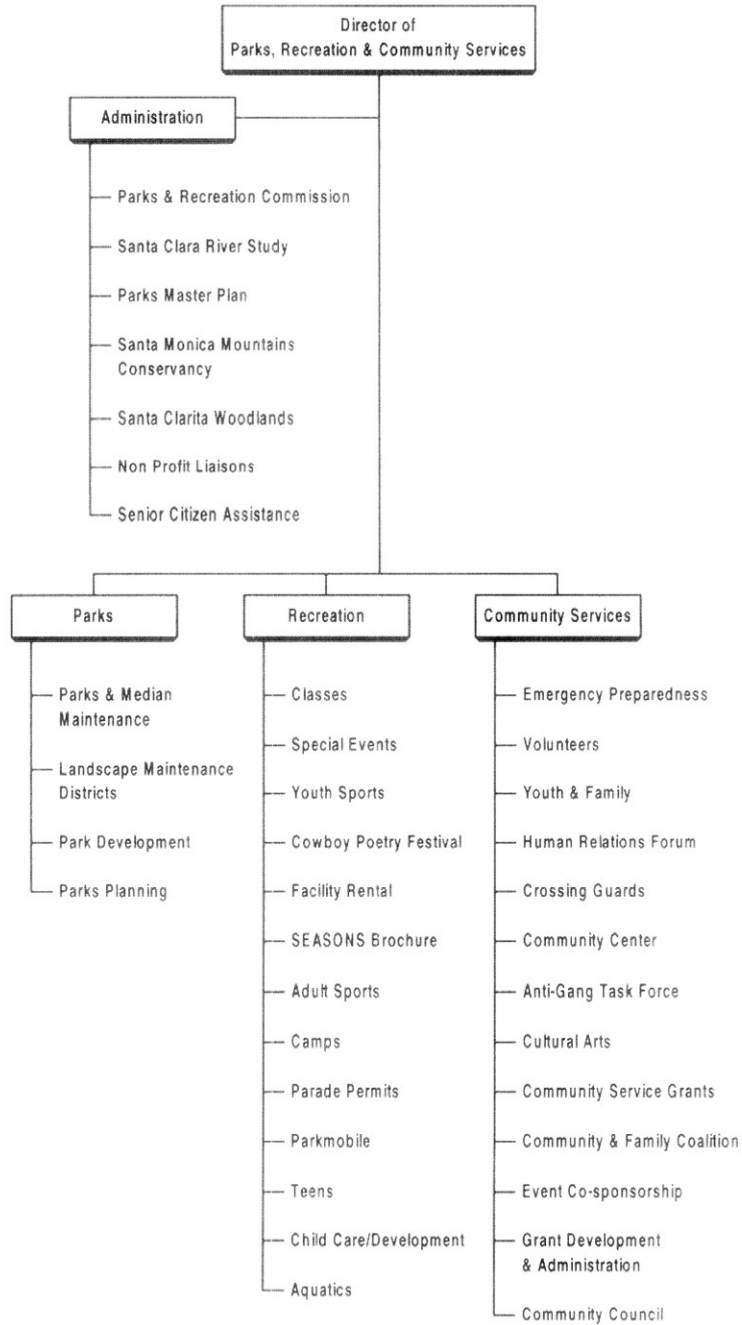 Director of
Parks, Recreation & Community Services
Administration
Parks & Recreation Commission
Santa Clara River Study
Parks Master Plan
Santa Monica Mountains
Conservancy
Santa Clarita Woodlands
Non Profit Liaisons
Senior Citizen Assistance
Parks
Parks & Median
Maintenance
Landscape Maintenance
Districts
Park Development
Parks Planning
Recreation
Classes
Special Events
Youth Sports
Cowboy Poetry Festival
Facility Rental
SEASONS Brochure
Adult Sports
Camps
Parade Permits
Parkmobile
Teens
Child Care/Development
Aquatics
Community Services
Emergency Preparedness
Volunteers
Youth & Family
Human Relations Forum
Crossing Guards
Community Center
Anti-Gang Task Force
Cultural Arts
Community Service Grants
Community & Family Coalition
Event Co-sponsorship
Grant Development
& Administration
Community Council